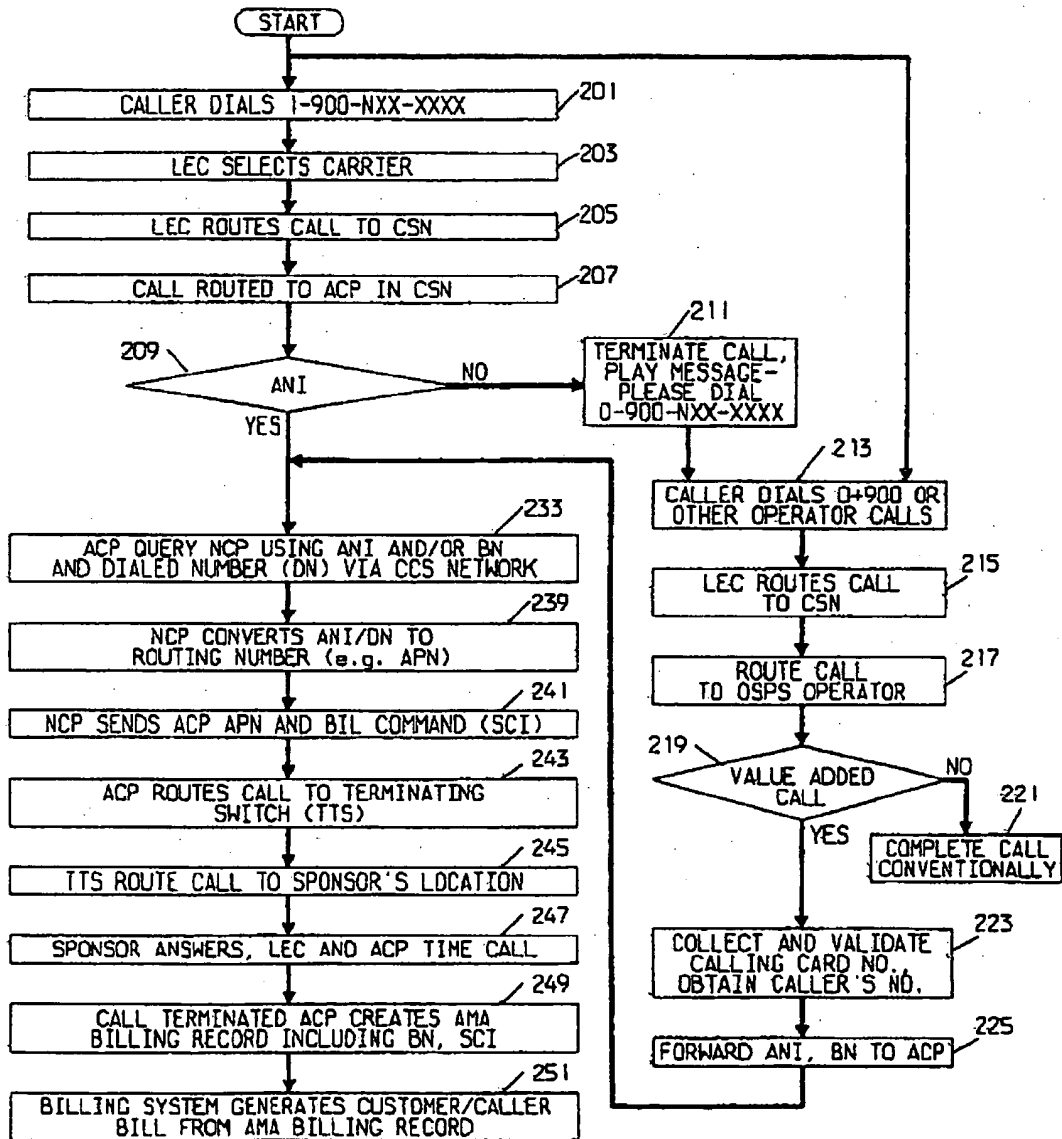 START
CALLER DIALS 1-900-NXX-XXXX
201
LEC SELECTS CARRIER
203
LEC ROUTES CALL TO CSN
205
CALL ROUTED TO ACP IN CSN
207
209
ANI
NO
YES
211
TERMINATE CALL,
PLAY MESSAGE-
PLEASE DIAL
0-900-NXX-XXXX
213
CALLER DIALS 0+900 OR
OTHER OPERATOR CALLS
215
LEC ROUTES CALL
TO CSN
217
ROUTE CALL
TO OSPS OPERATOR
219
VALUE ADDED
CALL
NO
YES
221
COMPLETE CALL
CONVENTIONALLY
223
COLLECT AND VALIDATE
CALLING CARD NO.,
OBTAIN CALLER'S NO.
225
FORWARD ANI, BN TO ACP
233
ACP QUERY NCP USING ANI AND/OR BN
AND DIALED NUMBER (DN) VIA CCS NETWORK
239
NCP CONVERTS ANI/DN TO
ROUTING NUMBER (e.g. APN)
241
NCP SENDS ACP APN AND BIL COMMAND (SCI)
243
ACP ROUTES CALL TO TERMINATING
SWITCH (TTS)
245
TTS ROUTE CALL TO SPONSOR'S LOCATION
247
SPONSOR ANSWERS, LEC AND ACP TIME CALL
249
CALL TERMINATED ACP CREATES AMA
BILLING RECORD INCLUDING BN, SCI
251
BILLING SYSTEM GENERATES CUSTOMER/CALLER
BILL FROM AMA BILLING RECORD